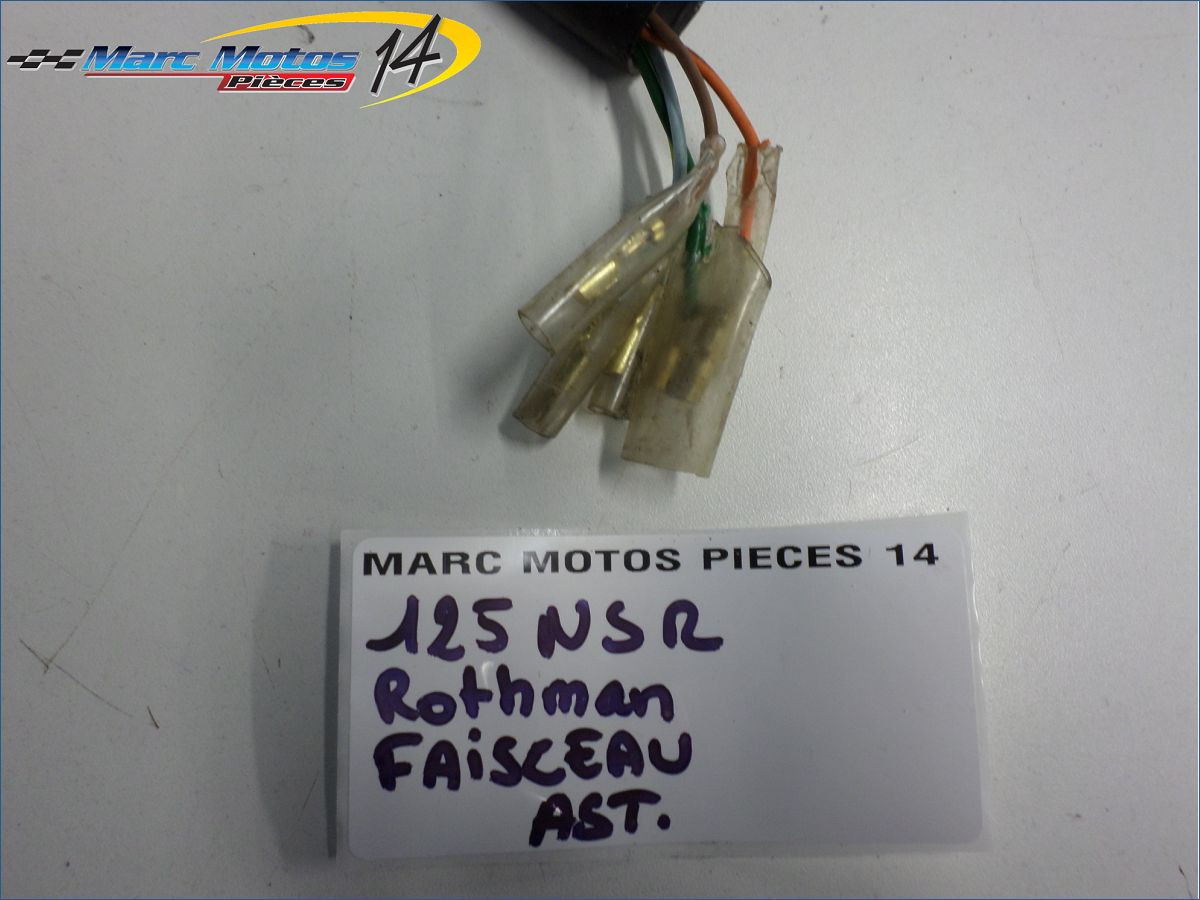 Marc Motos 14
Pièces
MARC MOTOS PIECES 14
125 NSR
Rothman
FAiSCEAU
AST.